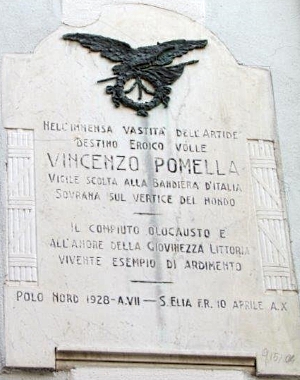 NELL'IMMENSA VASTITA' DELL'ARTIDE
DESTINO EROICO VOLLE
VINCENZO POMELLA
VIGILE SCOLTA ALLA BANDIERA D'ITALIA
SOVRANA SUL VERTICE DEL MONDO
IL COMPIUTO OLOCAUSTO E
ALL'AMORE DELLA GIOVINEZZA LITTORIA
VIVENTE ESEMPIO DI ARDIMENTO
POLO NORD 1928-A.VII-S.ELIA F.R. 10 APRILE A.X